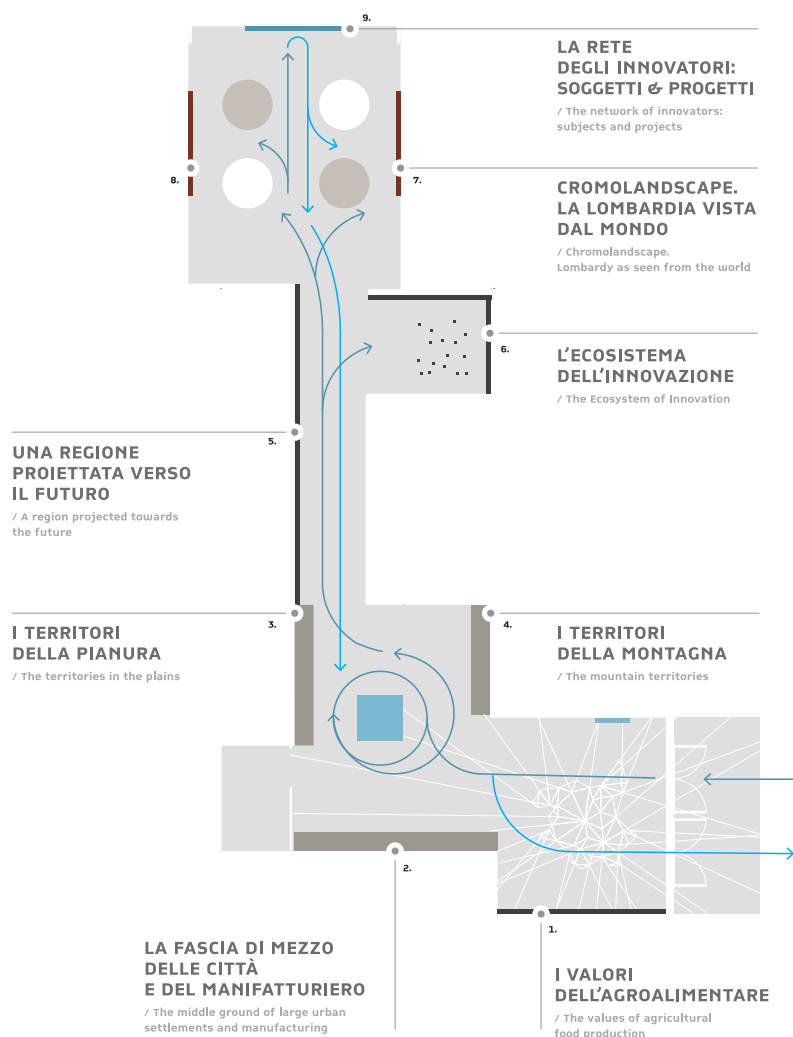 9.
LA RETE
DEGLI INNOVATORI:
SOGGETTI & PROGETTI
/ The network of innovators:
subjects and projects
8.
7.
CROMOLANDSCAPE.
LA LOMBARDIA VISTA
DAL MONDO
/ Chromolandscape.
Lombardy as seen from the world
6.
L'ECOSISTEMA
DELL'INNOVAZIONE
/ The Ecosystem of Innovation
5.
UNA REGIONE
PROIETTATA VERSO
IL FUTURO
/ A region projected towards
the future
3.
I TERRITORI
DELLA PIANURA
/ The territories in the plains
4.
I TERRITORI
DELLA MONTAGNA
/ The mountain territories
2.
LA FASCIA DI MEZZO
DELLE CITTÀ
E DEL MANIFATTURIERO
/ The middle ground of large urban
settlements and manufacturing
1.
I VALORI
DELL'AGROALIMENTARE
/ The values of agricultural
food production